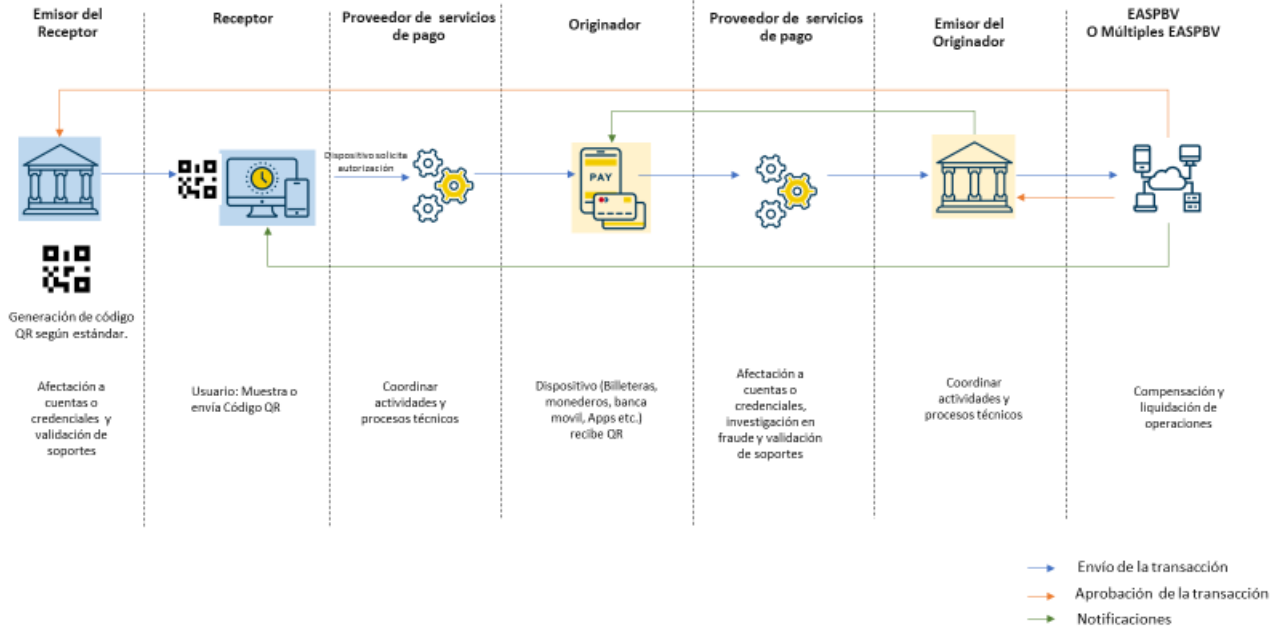 Emisor del
Receptor
Receptor
Proveedor de servicios
de pago
Originador
Proveedor de servicios
de pago
Emisor del
Originador
EASPBV
O Múltiples EASPBV
Dispositivo solicita
autorización
PAY
Generación de código
QR según estándar.
Afectación a
cuentas o
credenciales y
validación de
soportes
Usuario: Muestra o
envía Código QR
Coordinar
actividades y
procesos técnicos
Dispositivo (Billeteras,
monederos, banca
movil, Apps etc.)
recibe QR
Afectación a
cuentas o
credenciales,
investigación en
fraude y validación
de soportes
Coordinar
actividades y
procesos técnicos
Compensación y
liquidación de
operaciones
Envío de la transacción
Aprobación de la transacción
Notificaciones